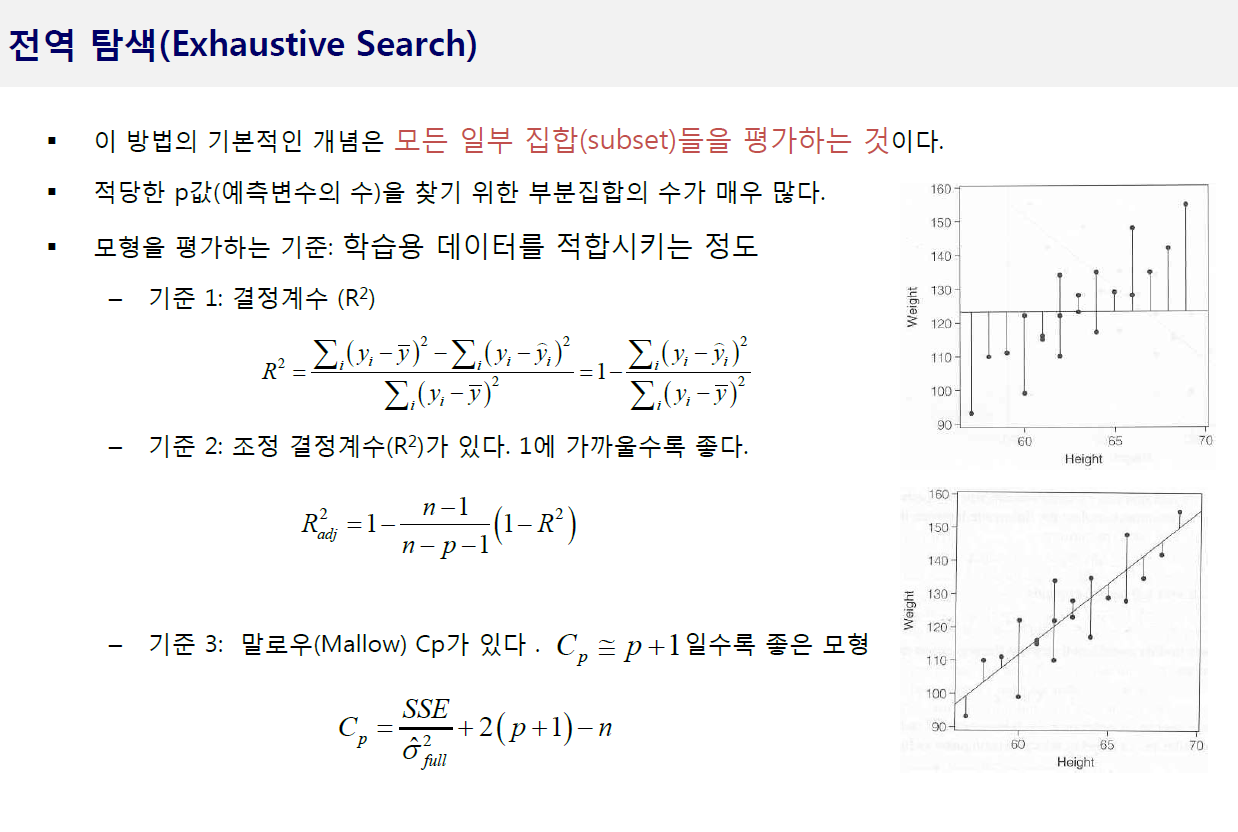 전역 탐색(Exhaustive Search)
▪ 이 방법의 기본적인 개념은 모든 일부 집합(subset)들을 평가하는 것이다.
▪ 적당한 p값(예측변수의 수)을 찾기 위한 부분집합의 수가 매우 많다.
▪ 모형을 평가하는 기준: 학습용 데이터를 적합시키는 정도
– 기준 1: 결정계수 (R²)
R² = (∑ᵢ(yᵢ − ȳ)² − ∑ᵢ(yᵢ − ŷᵢ)²) / ∑ᵢ(yᵢ − ȳ)² = 1 − ∑ᵢ(yᵢ − ŷᵢ)² / ∑ᵢ(yᵢ − ȳ)²
– 기준 2: 조정 결정계수(R²)가 있다. 1에 가까울수록 좋다.
R²_adj = 1 − (n − 1) / (n − p − 1) (1 − R²)
– 기준 3: 말로우(Mallow) Cp가 있다 . C_p ≅ p + 1일수록 좋은 모형
C_p = SSE / σ̂²_full + 2(p + 1) − n
160
150
140
130
120
110
100
90
Weight
60 65 70
Height
160
150
140
130
120
110
100
90
Weight
60 65 70
Height